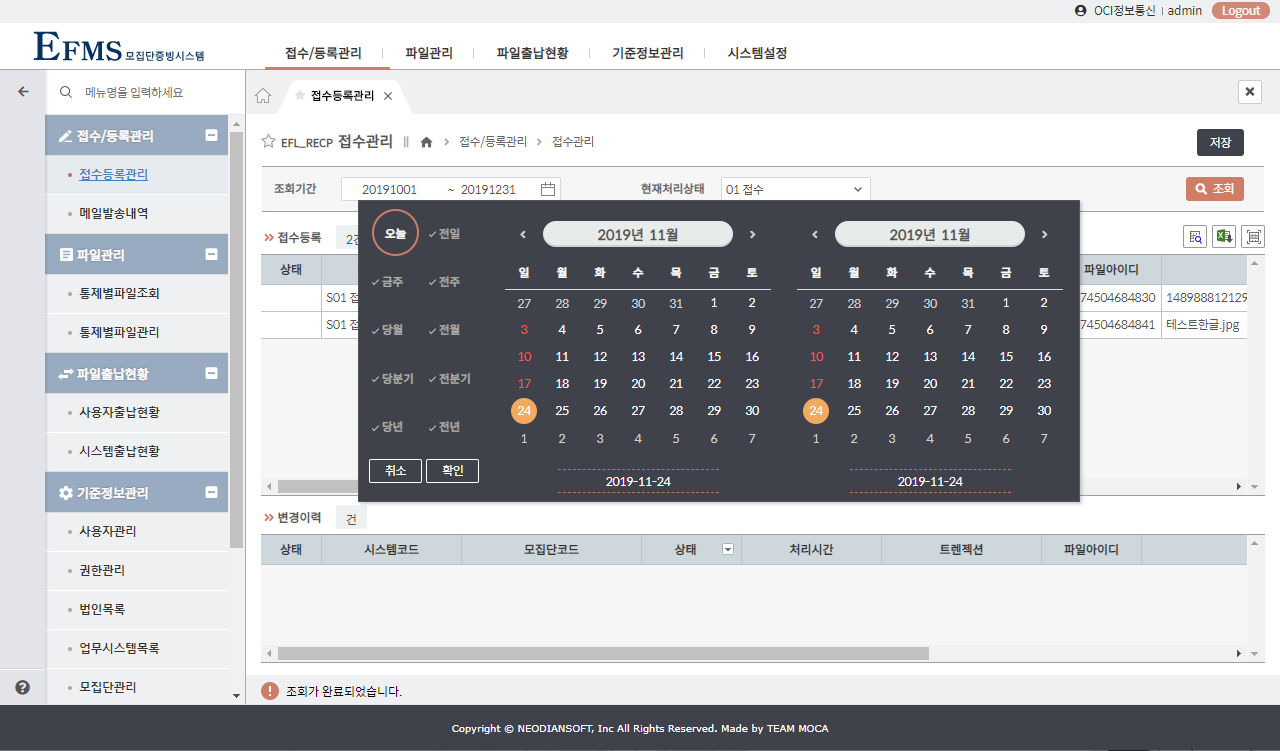 OCI정보통신 | admin Logout
EFMS 모집단증빙시스템
접수/등록관리 파일관리 파일출납현황 기준정보관리 시스템설정
메뉴명을 입력하세요
접수등록관리
접수/등록관리
접수등록관리
메일발송내역
파일관리
통제별파일조회
통제별파일관리
파일출납현황
사용자출납현황
시스템출납현황
기준정보관리
사용자관리
권한관리
법인목록
업무시스템목록
모집단관리
EFL_RECP 접수관리 || 접수/등록관리 > 접수관리
저장
조회기간 20191001 ~ 20191231 현재처리상태 01 접수 조회
접수등록
상태 파일아이디
S01 74504684830 148988812129
S01 74504684841 테스트한글.jpg
오늘 전일
금주 전주
당월 전월
당분기 전분기
당년 전년
취소 확인
2019년 11월
일 월 화 수 목 금 토
27 28 29 30 31 1 2
3 4 5 6 7 8 9
10 11 12 13 14 15 16
17 18 19 20 21 22 23
24 25 26 27 28 29 30
1 2 3 4 5 6 7
2019-11-24
2019년 11월
일 월 화 수 목 금 토
27 28 29 30 31 1 2
3 4 5 6 7 8 9
10 11 12 13 14 15 16
17 18 19 20 21 22 23
24 25 26 27 28 29 30
1 2 3 4 5 6 7
2019-11-24
변경이력 건
상태 시스템코드 모집단코드 상태 처리시간 트렌젝션 파일아이디
조회가 완료되었습니다.
Copyright © NEODIANSOFT, Inc All Rights Reserved. Made by TEAM MOCA